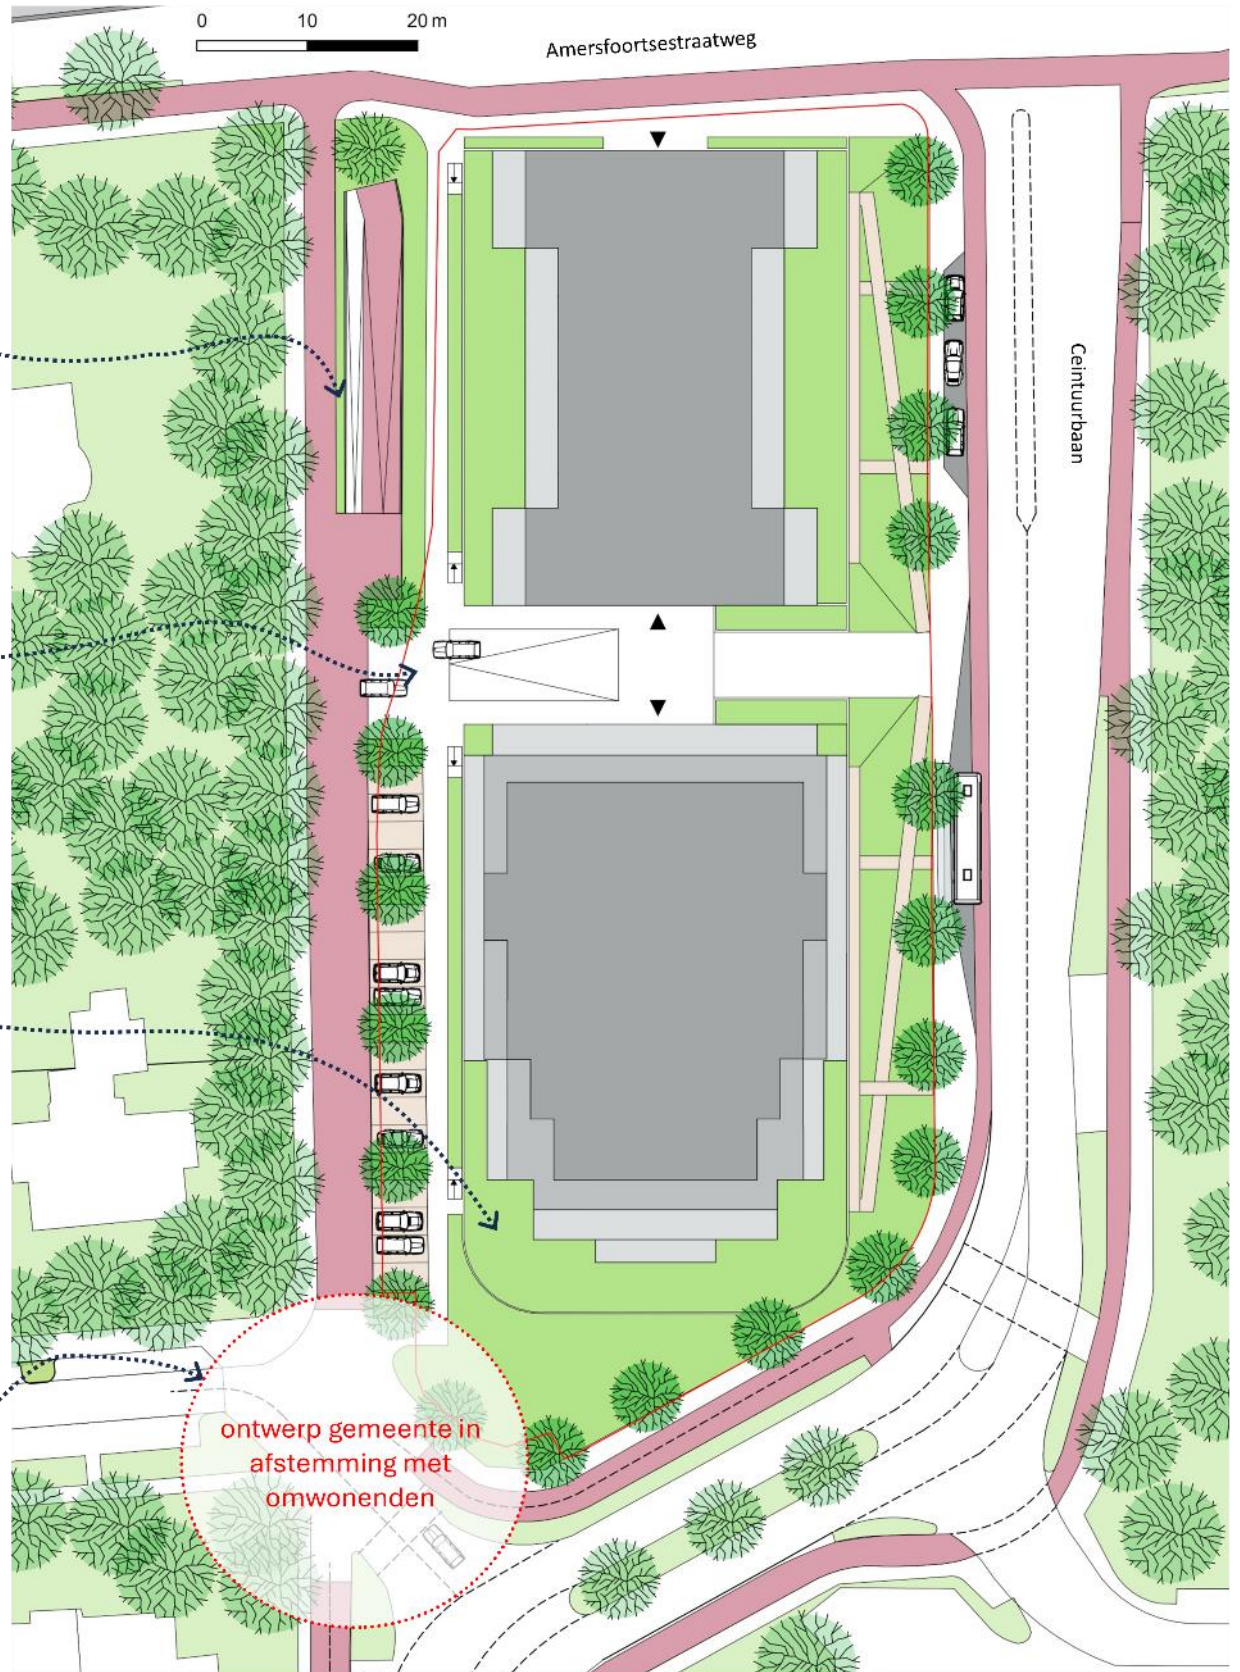 0 10 20 m
Amersfoortsestraatweg
Ceintuurbaan
ontwerp gemeente in
afstemming met
omwonenden